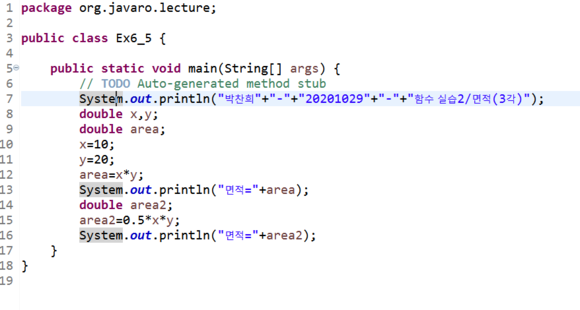 1 package org.javaro.lecture;
2
3 public class Ex6_5 {
4
5     public static void main(String[] args) {
6         // TODO Auto-generated method stub
7         System.out.println("박찬희"+"-"+"20201029"+"-"+"함수 실습2/면적(3각)");
8         double x,y;
9         double area;
10         x=10;
11         y=20;
12         area=x*y;
13         System.out.println("면적="+area);
14         double area2;
15         area2=0.5*x*y;
16         System.out.println("면적="+area2);
17     }
18 }
19